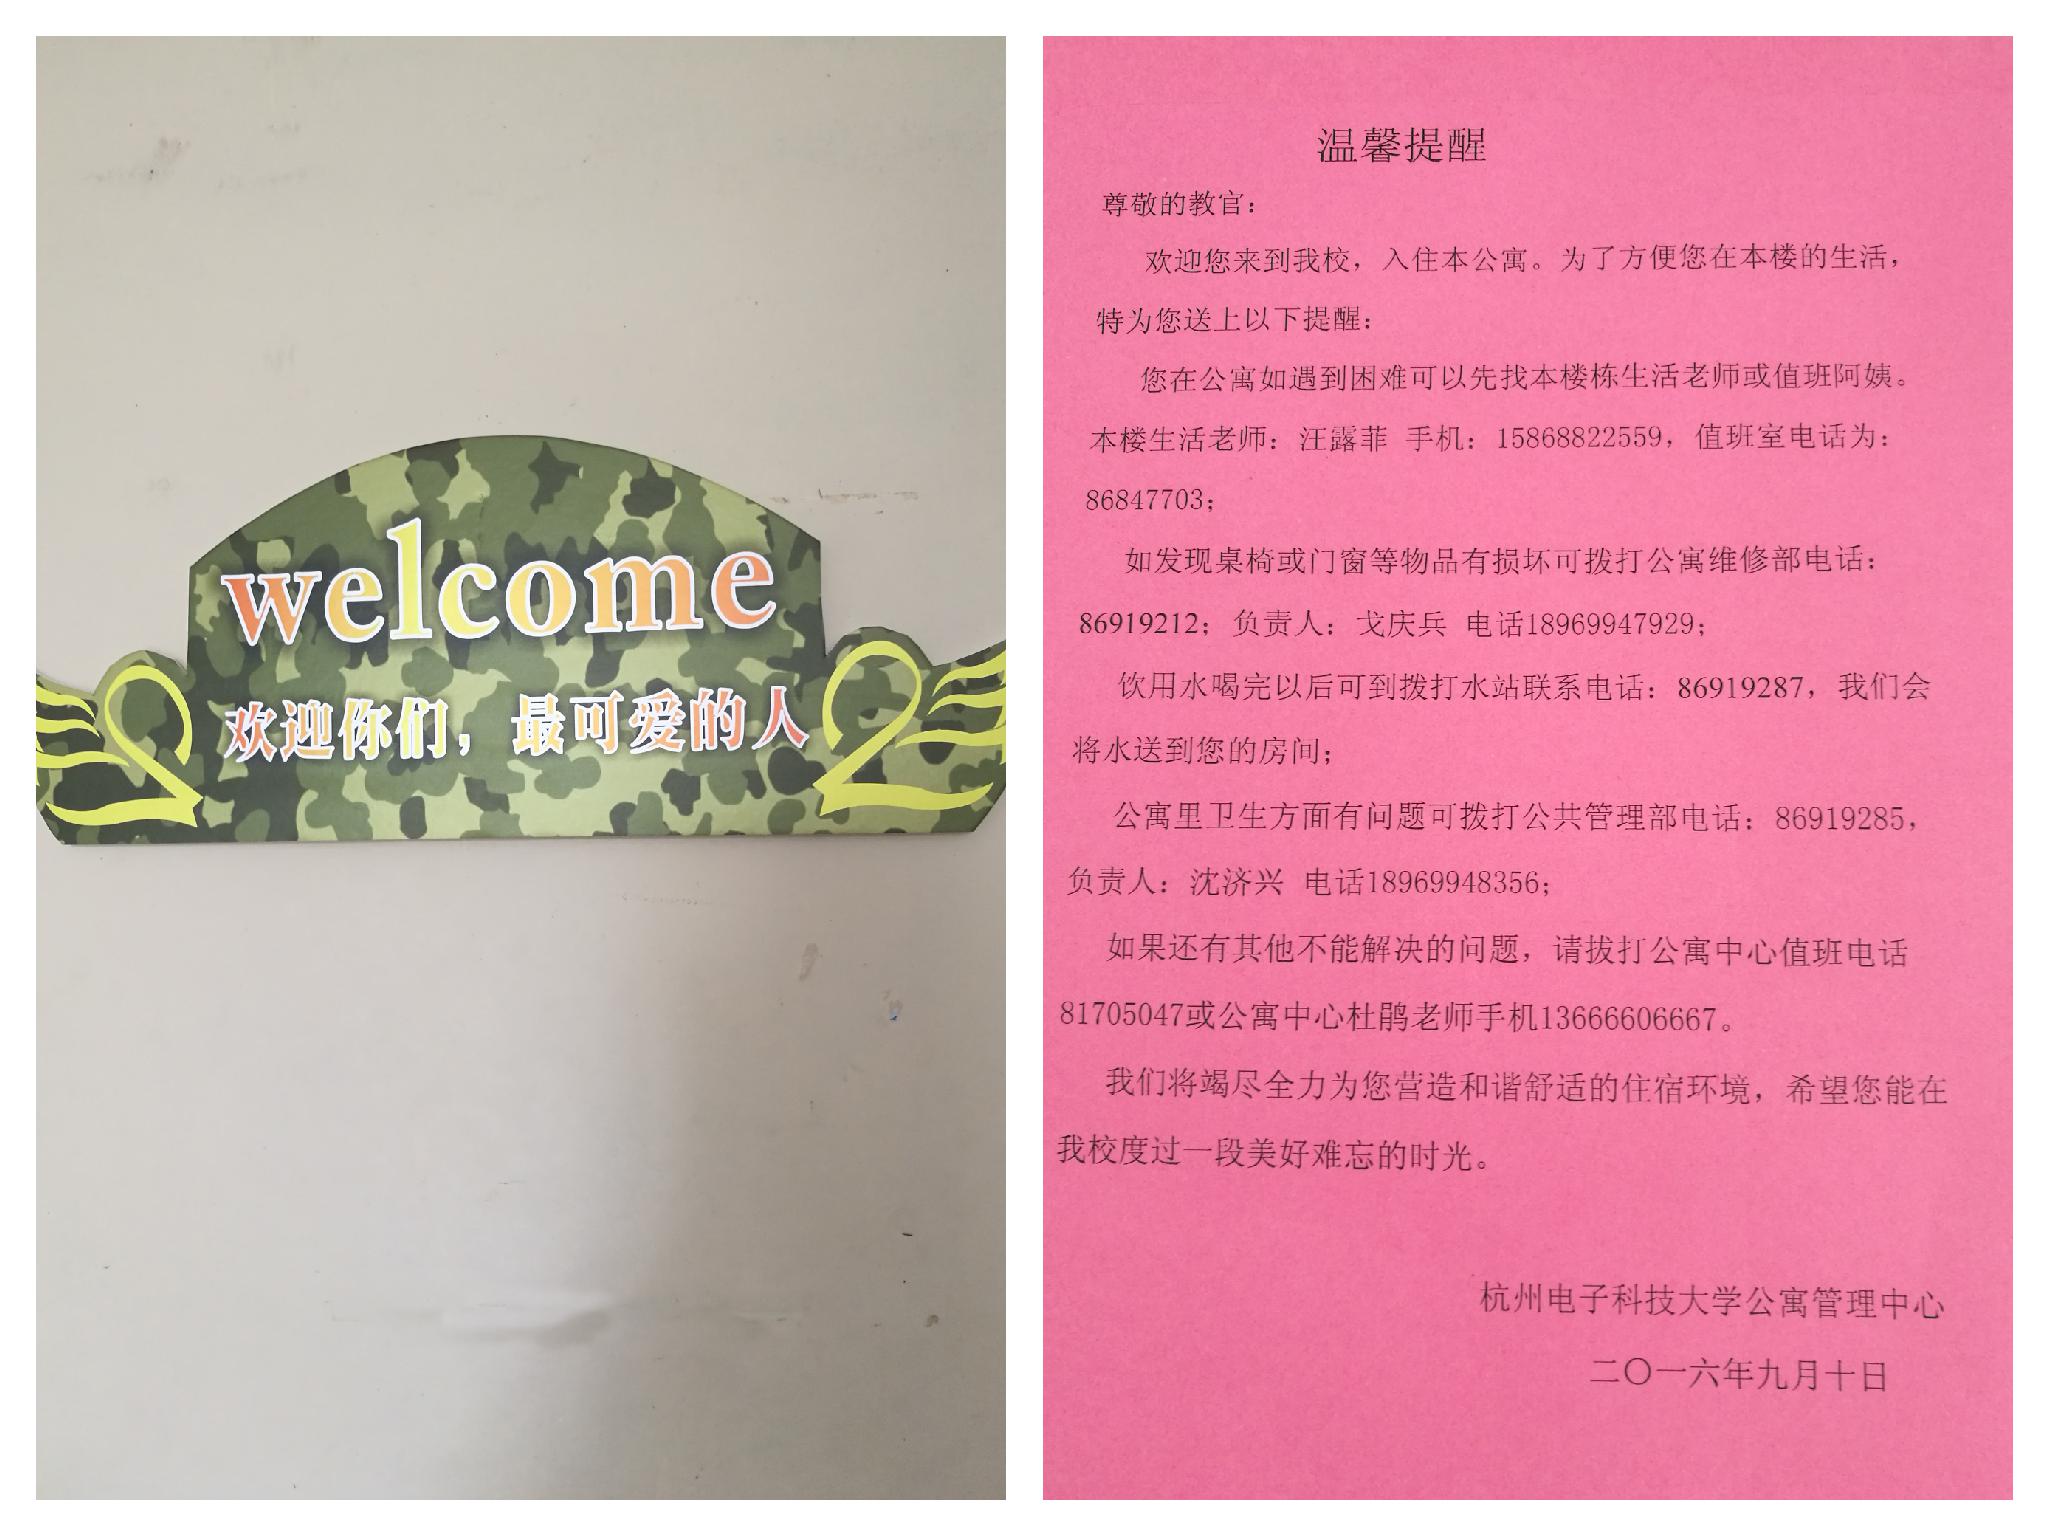 welcome
欢迎你们，最可爱的人
温馨提醒
尊敬的教官：
欢迎您来到我校，入住本公寓。为了方便您在本楼的生活，
特为您送上以下提醒：
您在公寓如遇到困难可以先找本楼栋生活老师或值班阿姨。
本楼生活老师：汪露菲 手机：15868822559，值班室电话为：
86847703；
如发现桌椅或门窗等物品有损坏可拨打公寓维修部电话：
86919212；负责人：戈庆兵 电话18969947929；
饮用水喝完以后可到拨打水站联系电话：86919287，我们会
将水送到您的房间；
公寓里卫生方面有问题可拨打公共管理部电话：86919285，
负责人：沈济兴 电话18969948356；
如果还有其他不能解决的问题，请拔打公寓中心值班电话
81705047或公寓中心杜鹃老师手机13666606667。
我们将竭尽全力为您营造和谐舒适的住宿环境，希望您能在
我校度过一段美好难忘的时光。
杭州电子科技大学公寓管理中心
二〇一六年九月十日